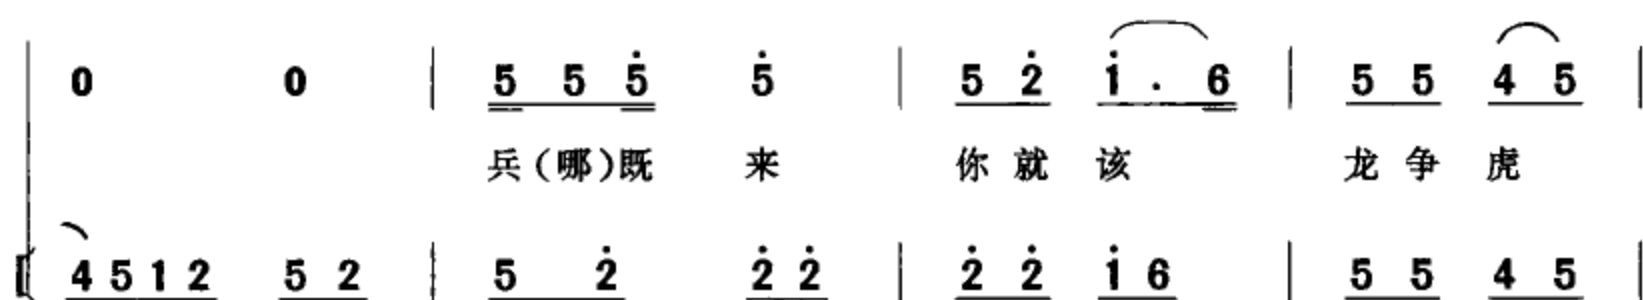 0 0 | 5 5 5̇ 5̇ | 5 2̇ 1̇ . 6 | 5 5 4 5 |
兵（哪）既 来 你 就 该 龙 争 虎
4 5 1 2 5 2 | 5 2̇ 2̇ 2̇ | 2̇ 2̇ 1̇ 6 | 5 5 4 5 |